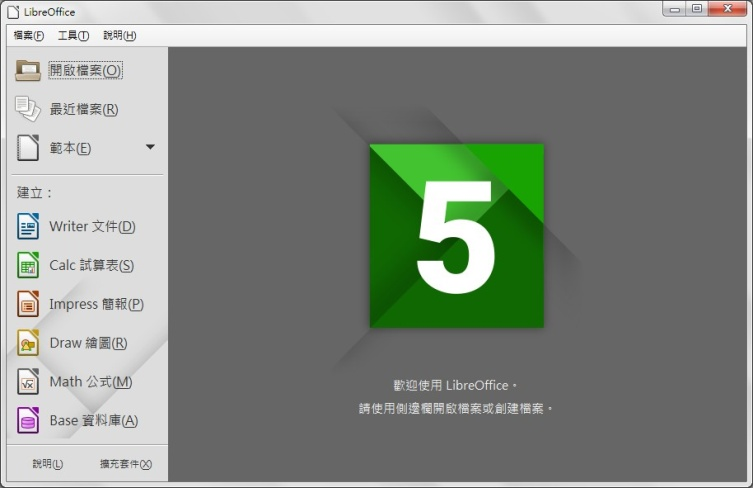 LibreOffice
檔案(F) 工具(T) 說明(H)
開啟檔案(O)
最近檔案(R)
範本(E)
建立：
Writer 文件(D)
Calc 試算表(S)
Impress 簡報(P)
Draw 繪圖(R)
Math 公式(M)
Base 資料庫(A)
說明(L) 擴充套件(X)
5
歡迎使用 LibreOffice。
請使用側邊欄開啟檔案或創建檔案。